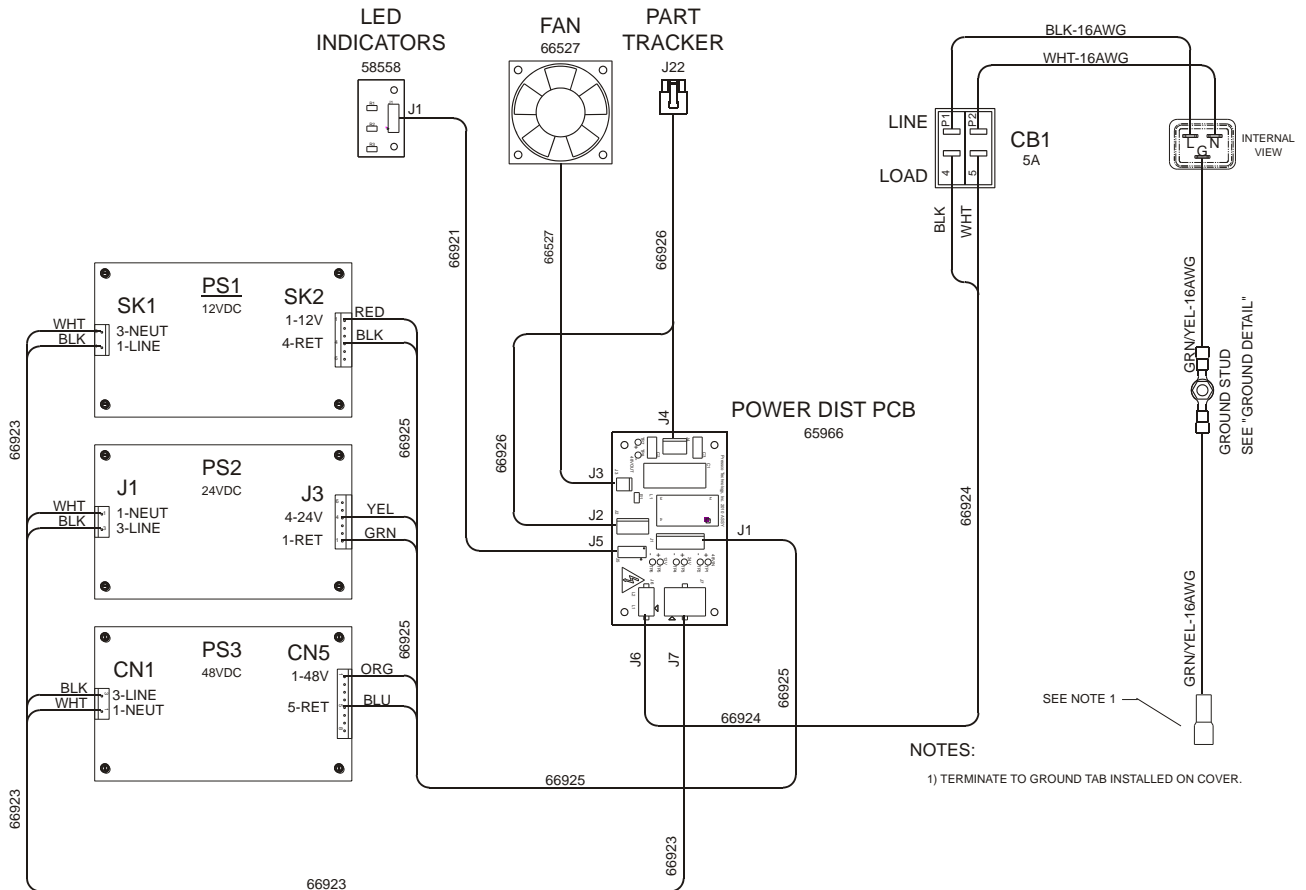 LED
INDICATORS
58558
J1
FAN
66527
PART
TRACKER
J22
BLK-16AWG
WHT-16AWG
LINE
P1
P2
CB1
5A
LOAD
4
5
L
N
G
INTERNAL
VIEW
BLK
WHT
66921
66527
66926
GRN/YEL-16AWG
GROUND STUD
SEE "GROUND DETAIL"
PS1
12VDC
SK1
SK2
WHT
3-NEUT
BLK
1-LINE
1-12V
RED
4-RET
BLK
66923
66925
66926
J4
POWER DIST PCB
65966
PS2
24VDC
J1
J3
WHT
1-NEUT
BLK
3-LINE
4-24V
YEL
1-RET
GRN
J3
J2
J5
J1
66924
PS3
48VDC
CN1
CN5
BLK
3-LINE
WHT
1-NEUT
1-48V
ORG
5-RET
BLU
66925
J6
J7
66925
GRN/YEL-16AWG
66924
SEE NOTE 1
NOTES:
1) TERMINATE TO GROUND TAB INSTALLED ON COVER.
66925
66923
66923
66923